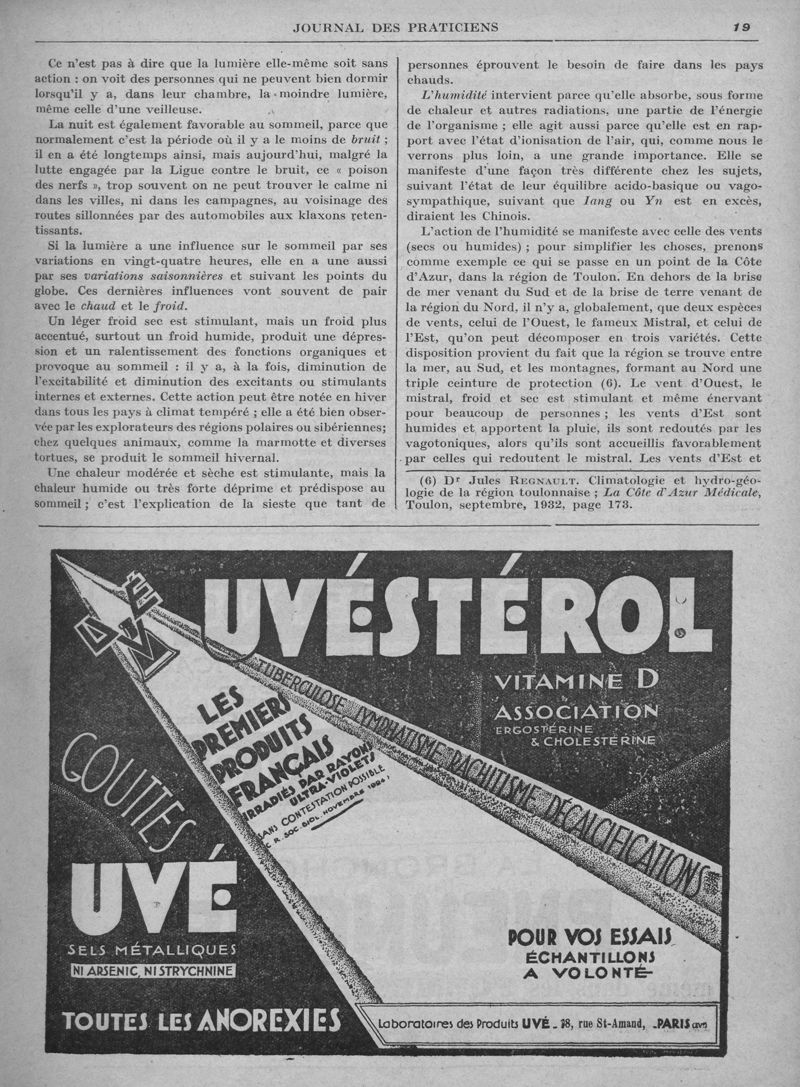 JOURNAL DES PRATICIENS
19
Ce n'est pas à dire que la lumière elle-même soit sans
action : on voit des personnes qui ne peuvent bien dormir
lorsqu'il y a, dans leur chambre, la moindre lumière,
même celle d'une veilleuse.
La nuit est également favorable au sommeil, parce que
normalement c'est la période où il y a le moins de bruit ;
il en a été longtemps ainsi, mais aujourd'hui, malgré la
lutte engagée par la Ligue contre le bruit, ce « poison
des nerfs », trop souvent on ne peut trouver le calme ni
dans les villes, ni dans les campagnes, au voisinage des
routes sillonnées par des automobiles aux klaxons reten-
tissants.
Si la lumière a une influence sur le sommeil par ses
variations en vingt-quatre heures, elle en a une aussi
par ses variations saisonnières et suivant les points du
globe. Ces dernières influences vont souvent de pair
avec le chaud et le froid.
Un léger froid sec est stimulant, mais un froid plus
accentué, surtout un froid humide, produit une dépres-
sion et un ralentissement des fonctions organiques et
provoque au sommeil : il y a, à la fois, diminution de
l'excitabilité et diminution des excitants ou stimulants
internes et externes. Cette action peut être notée en hiver
dans tous les pays à climat tempéré ; elle a été bien obser-
vée par les explorateurs des régions polaires ou sibériennes;
chez quelques animaux, comme la marmotte et diverses
tortues, se produit le sommeil hivernal.
Une chaleur modérée et sèche est stimulante, mais la
chaleur humide ou très forte déprime et prédispose au
sommeil ; c'est l'explication de la sieste que tant de
personnes éprouvent le besoin de faire dans les pays
chauds.
L'humidité intervient parce qu'elle absorbe, sous forme
de chaleur et autres radiations, une partie de l'énergie
de l'organisme ; elle agit aussi parce qu'elle est en rap-
port avec l'état d'ionisation de l'air, qui, comme nous le
verrons plus loin, a une grande importance. Elle se
manifeste d'une façon très différente chez les sujets,
suivant l'état de leur équilibre acido-basique ou vago-
sympathique, suivant que Iang ou Yn est en excès,
diraient les Chinois.
L'action de l'humidité se manifeste avec celle des vents
(secs ou humides) ; pour simplifier les choses, prenons
comme exemple ce qui se passe en un point de la Côte
d'Azur, dans la région de Toulon. En dehors de la brise
de mer venant du Sud et de la brise de terre venant de
la région du Nord, il n'y a, globalement, que deux espèces
de vents, celui de l'Ouest, le fameux Mistral, et celui de
l'Est, qu'on peut décomposer en trois variétés. Cette
disposition provient du fait que la région se trouve entre
la mer, au Sud, et les montagnes, formant au Nord une
triple ceinture de protection (6). Le vent d'Ouest, le
mistral, froid et sec est stimulant et même énervant
pour beaucoup de personnes ; les vents d'Est sont
humides et apportent la pluie, ils sont redoutés par les
vagotoniques, alors qu'ils sont accueillis favorablement
par celles qui redoutent le mistral. Les vents d'Est et
(6) Dr Jules REGNAULT. Climatologie et hydro-géo-
logie de la région toulonnaise ; La Côte d'Azur Médicale,
Toulon, septembre, 1932, page 173.
UVÉ
UVÉSTÉROL
VITAMINE D
&
ASSOCIATION
ERGOSTÉRINE
& CHOLESTÉRINE
TUBERCULOSE LYMPHATISME RACHITISME DÉCALCIFICATIONS
LES
PREMIERS
PRODUITS
FRANÇAIS
IRRADIÉS PAR RAYONS
ULTRA-VIOLETS
SANS CONTESTATION POSSIBLE
C. R. SOC. BIOL. NOVEMBRE 1924
GOUTTES
UVÉ
SELS MÉTALLIQUES
NI ARSENIC, NI STRYCHNINE
TOUTES LES ANOREXIES
POUR VOS ESSAIS
ÉCHANTILLONS
A VOLONTÉ
Laboratoires des Produits UVÉ - 18, rue St-Amand, - PARIS (XVe)